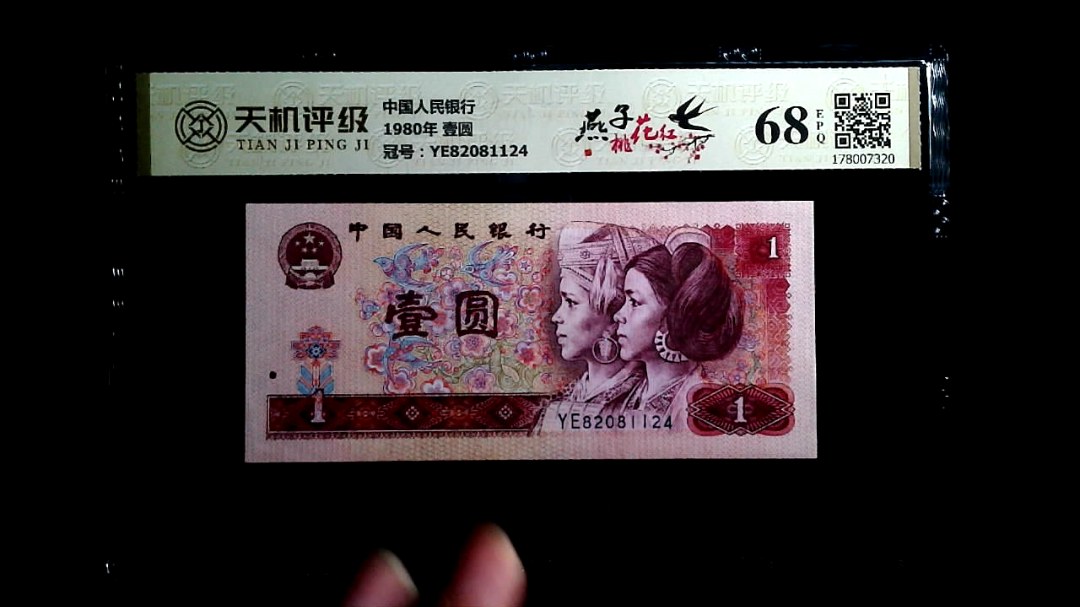 天机评级
TIAN JI PING JI
中国人民银行
1980年 壹圆
冠号：YE82081124
燕子
桃花红
68
EPQ
178007320
中国人民银行
1
壹圆
1
YE82081124
1